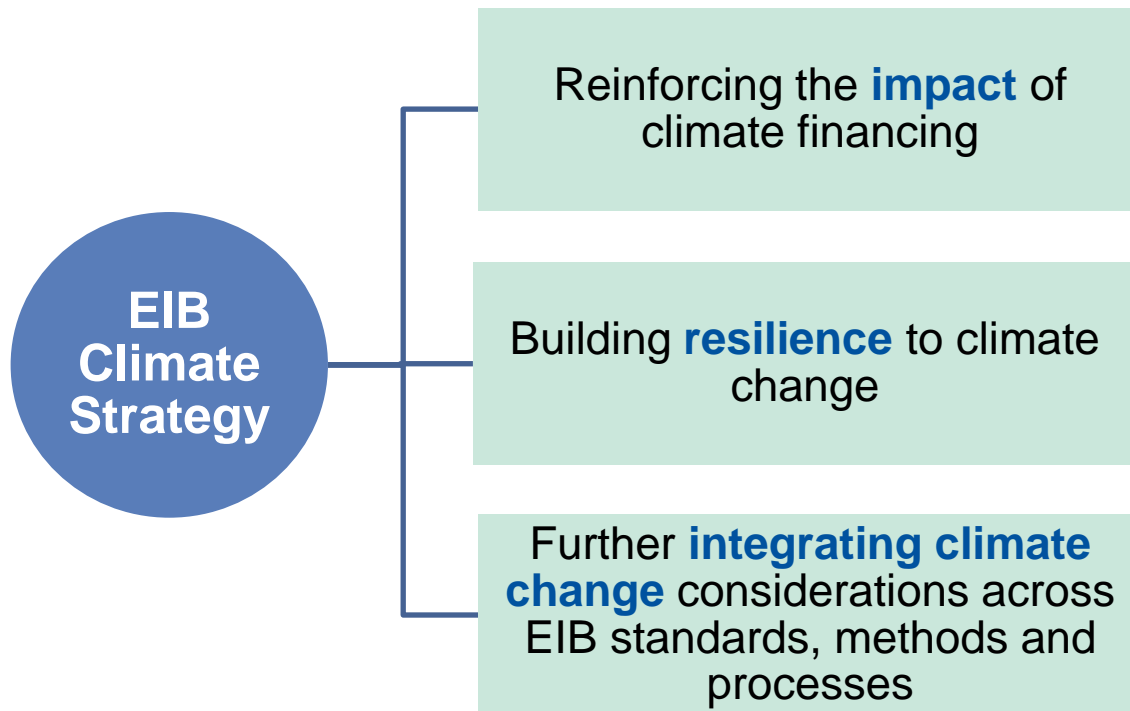 EIB
Climate
Strategy
Reinforcing the impact of
climate financing
Building resilience to climate
change
Further integrating climate
change considerations across
EIB standards, methods and
processes